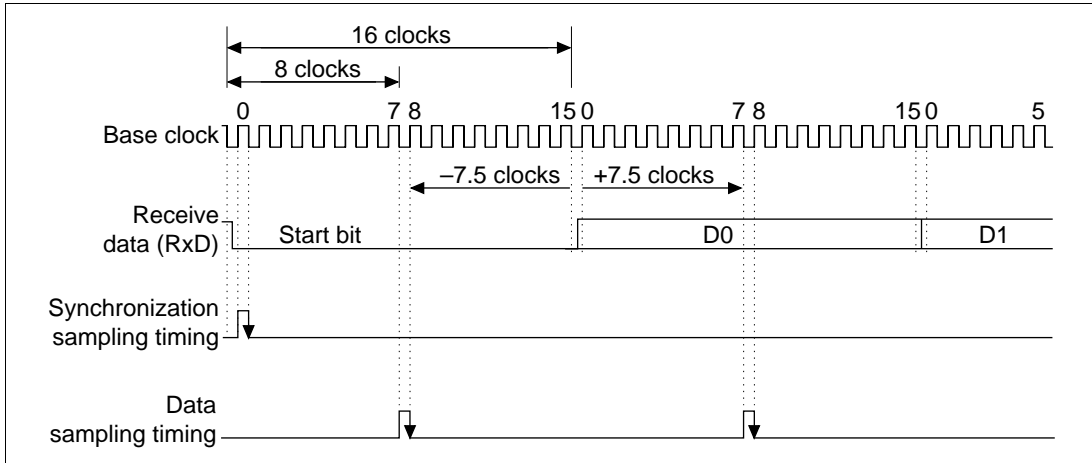 16 clocks
8 clocks
0 7 8 15 0 7 8 15 0 5
Base clock
–7.5 clocks +7.5 clocks
Receive
data (RxD)
Start bit D0 D1
Synchronization
sampling timing
Data
sampling timing